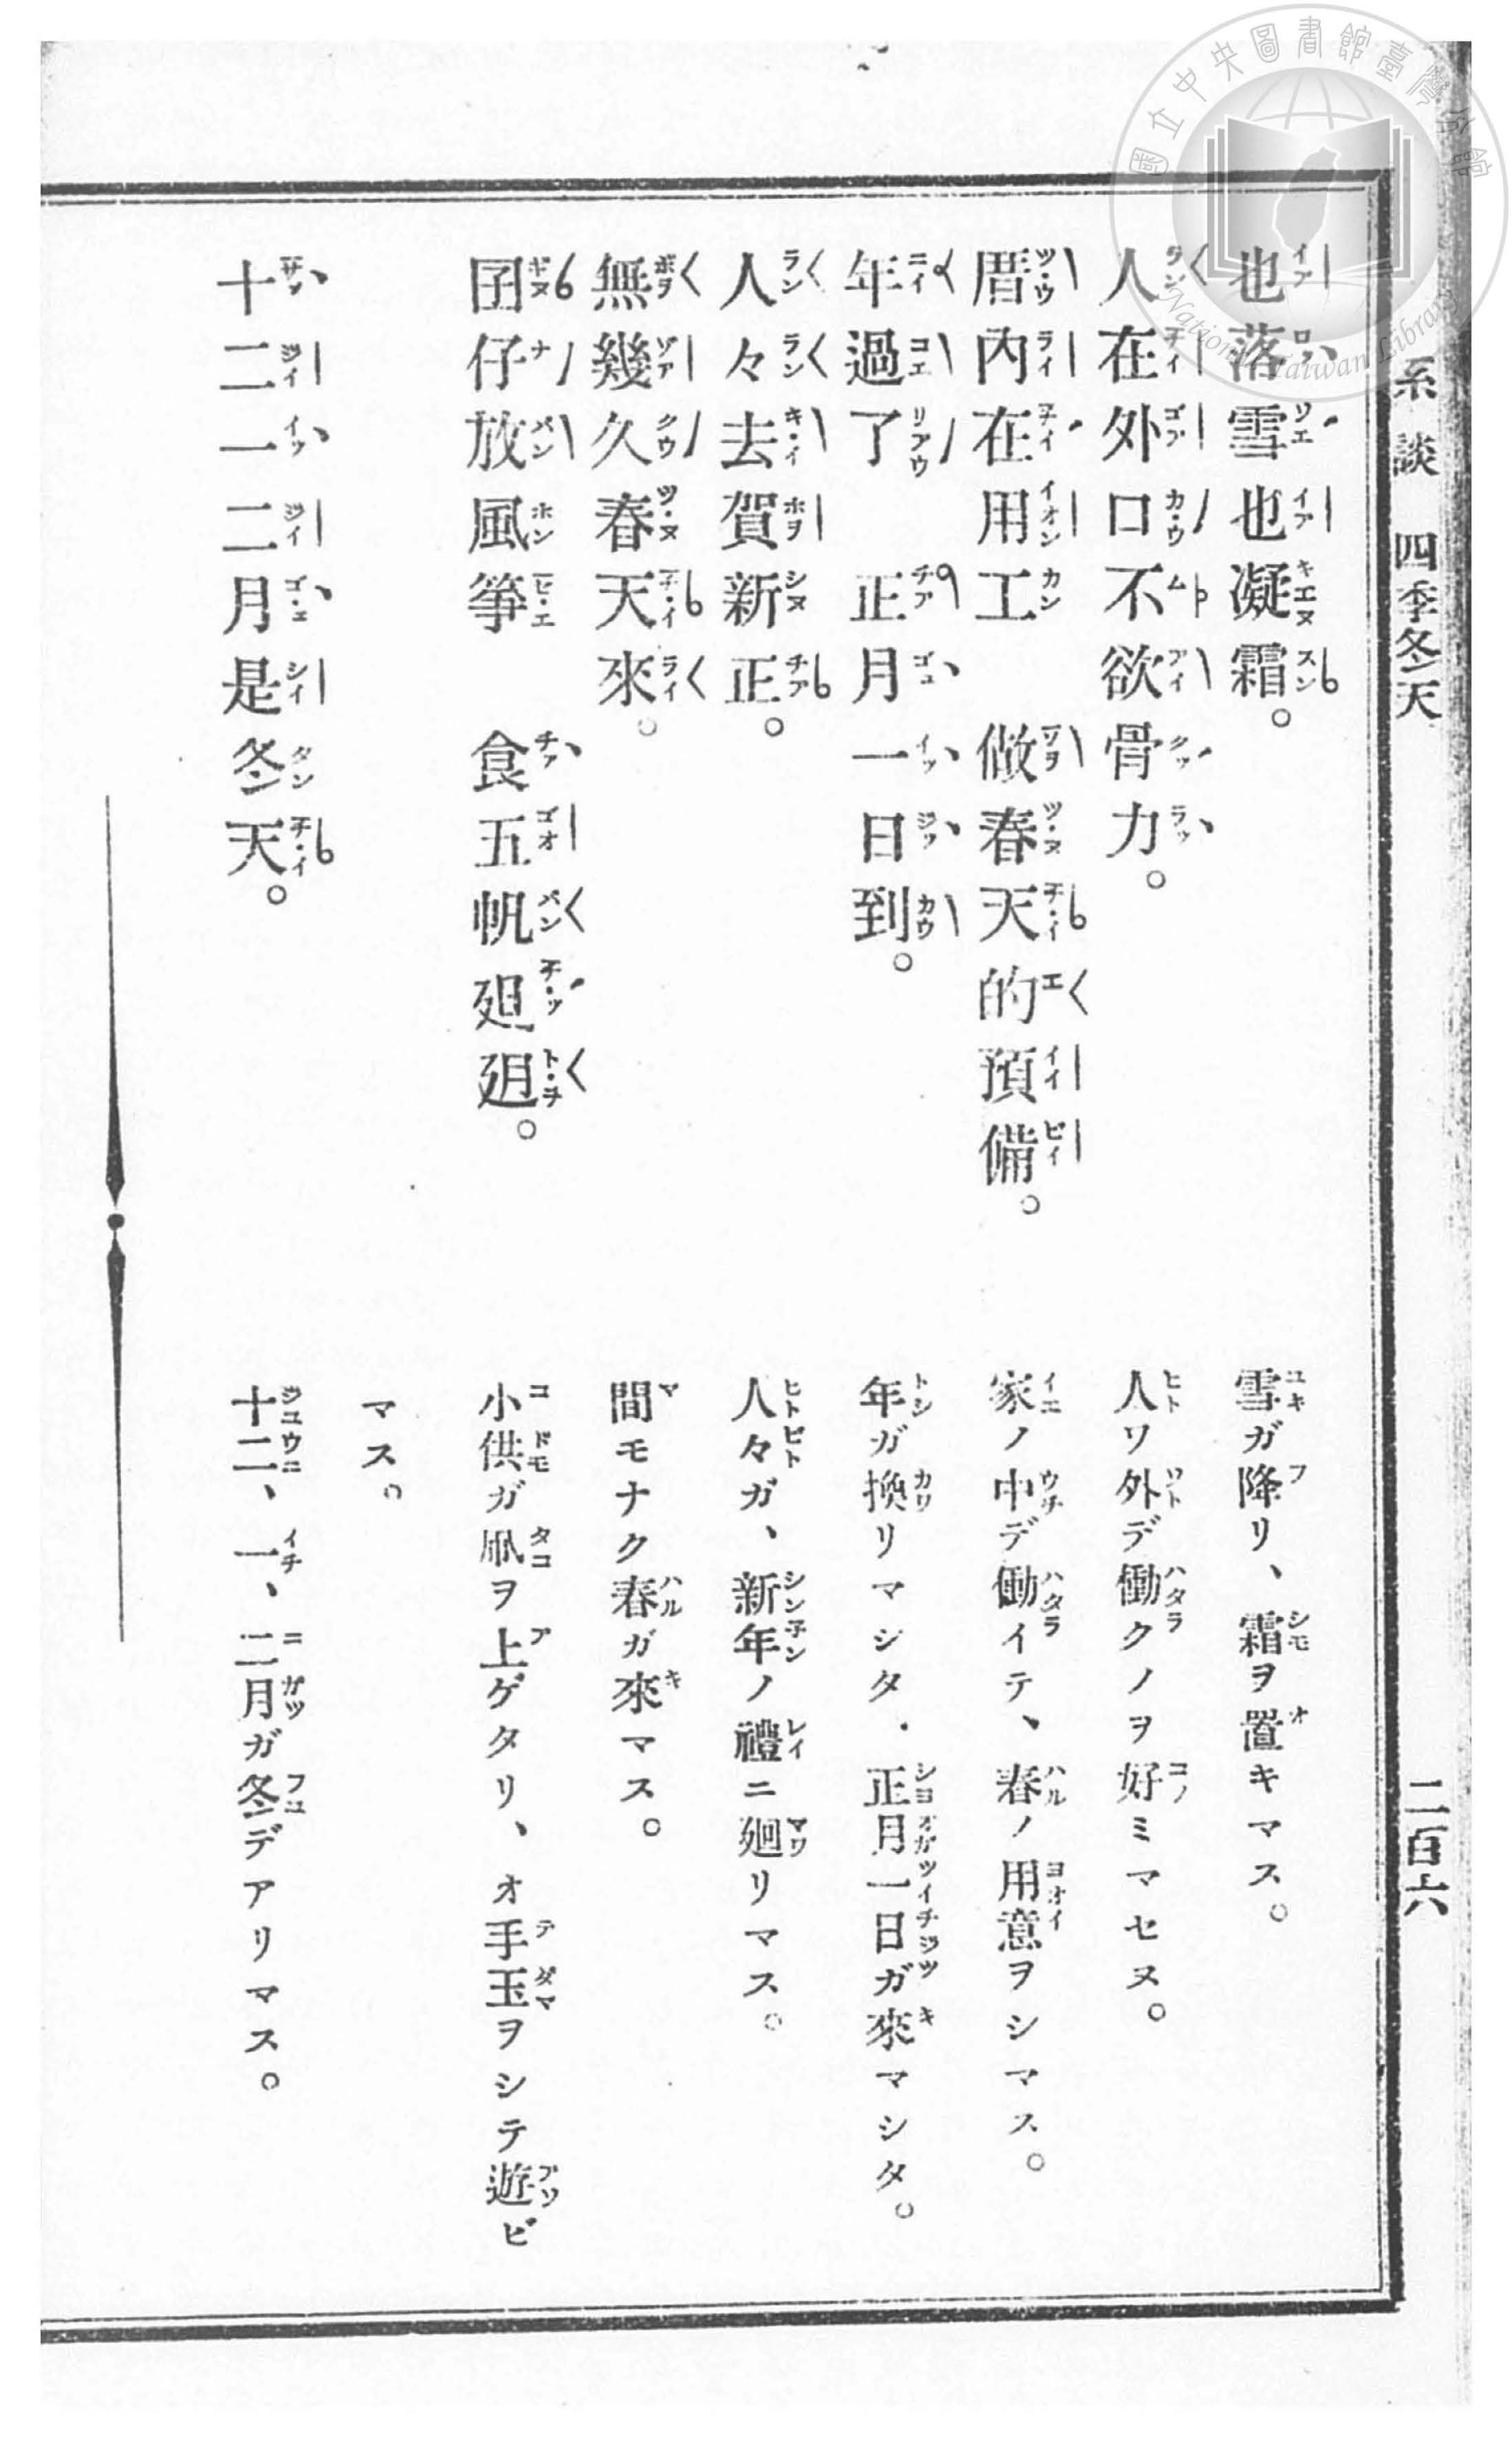 國立中央圖書館臺灣分館
National Taiwan Library
系談 四季冬天
二百六
也落雪也凝霜。
人在外口不欲骨力。
厝內在用工 做春天的預備。
年過了 正月一日到。
人々去賀新正。
無幾久春天來。
囝仔放風箏 食五帆𨑨迌。
十二一二月是冬天。
雪ガ降リ、霜ヲ置キマス。
人ワ外デ働クノヲ好ミマセヌ。
家ノ中デ働イテ、春ノ用意ヲシマス。
年ガ換リマシタ．正月一日ガ來マシタ。
人々ガ、新年ノ禮ニ廻リマス。
間モナク春ガ來マス。
小供ガ凧ヲ上ゲタリ、オ手玉ヲシテ遊ビ
マス。
十二、一、二月ガ冬デアリマス。